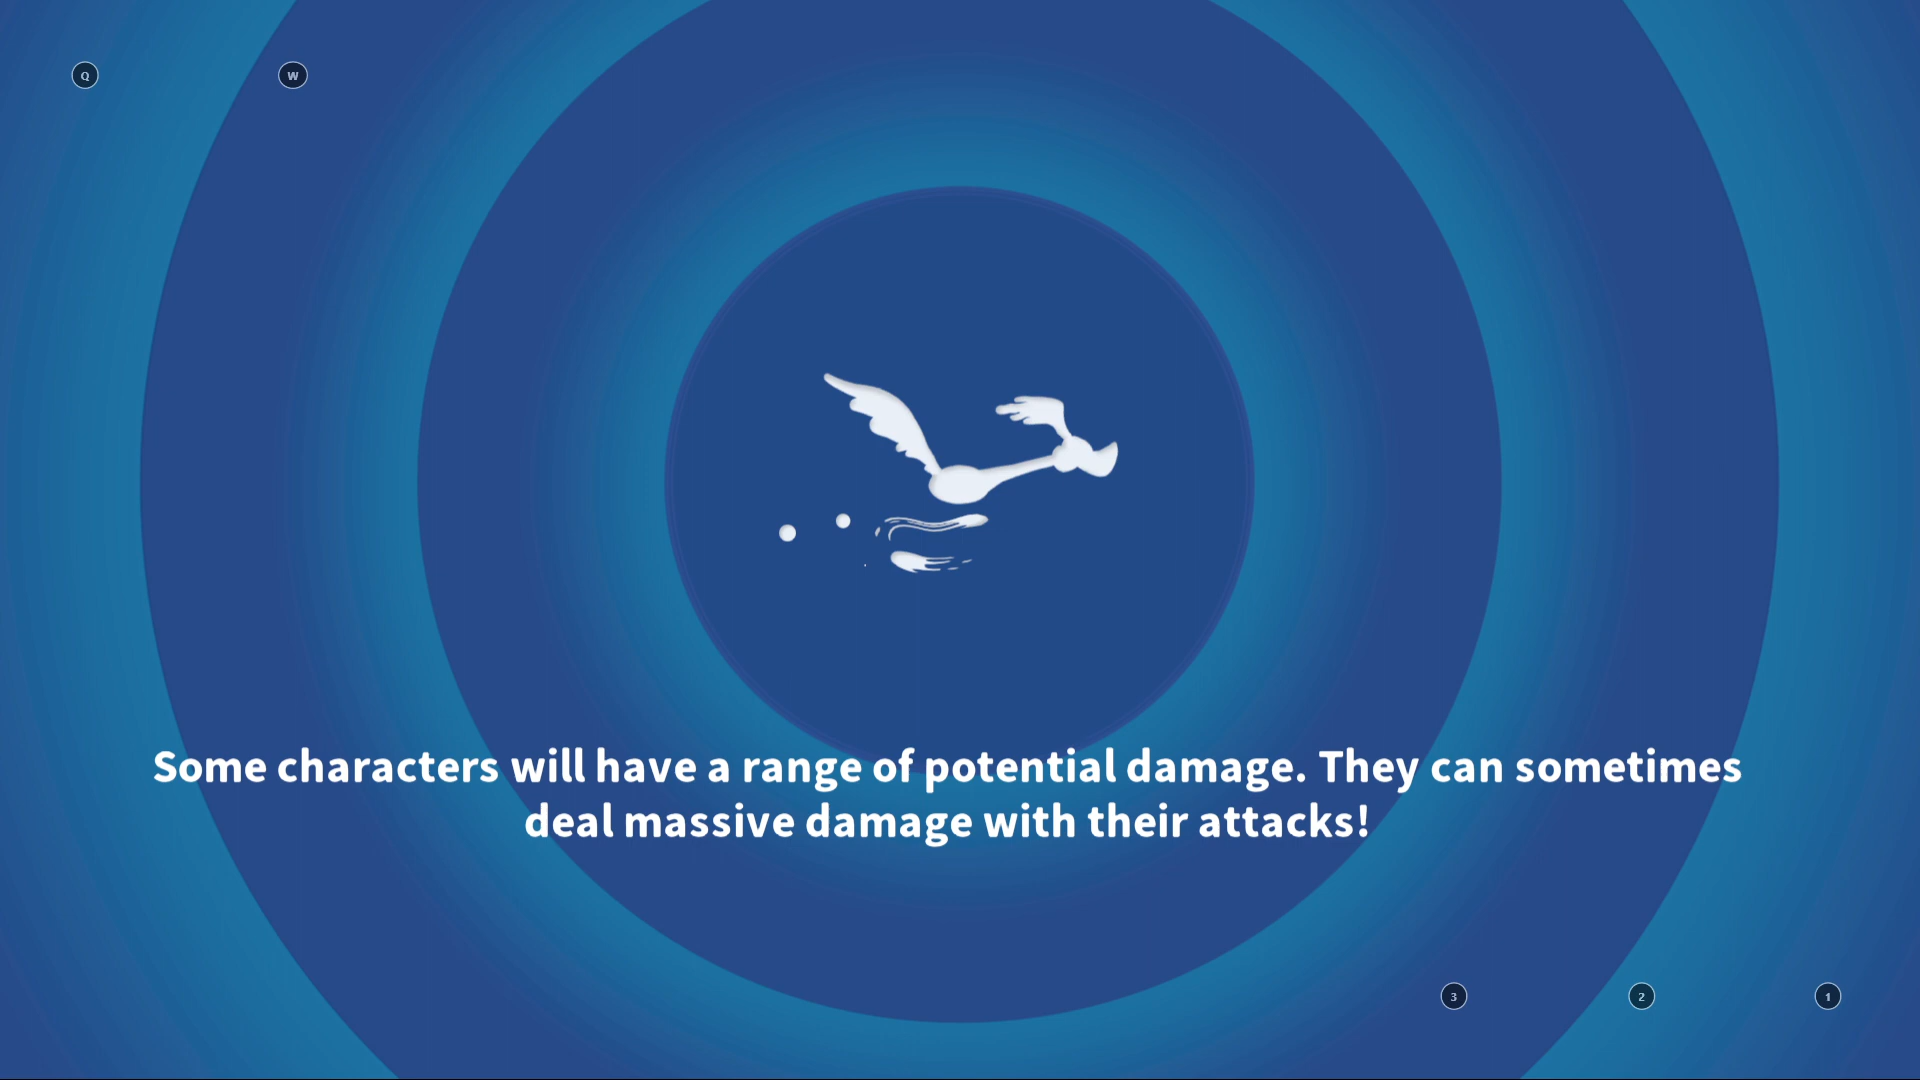 Q
W
Some characters will have a range of potential damage. They can sometimes
deal massive damage with their attacks!
3
2
1